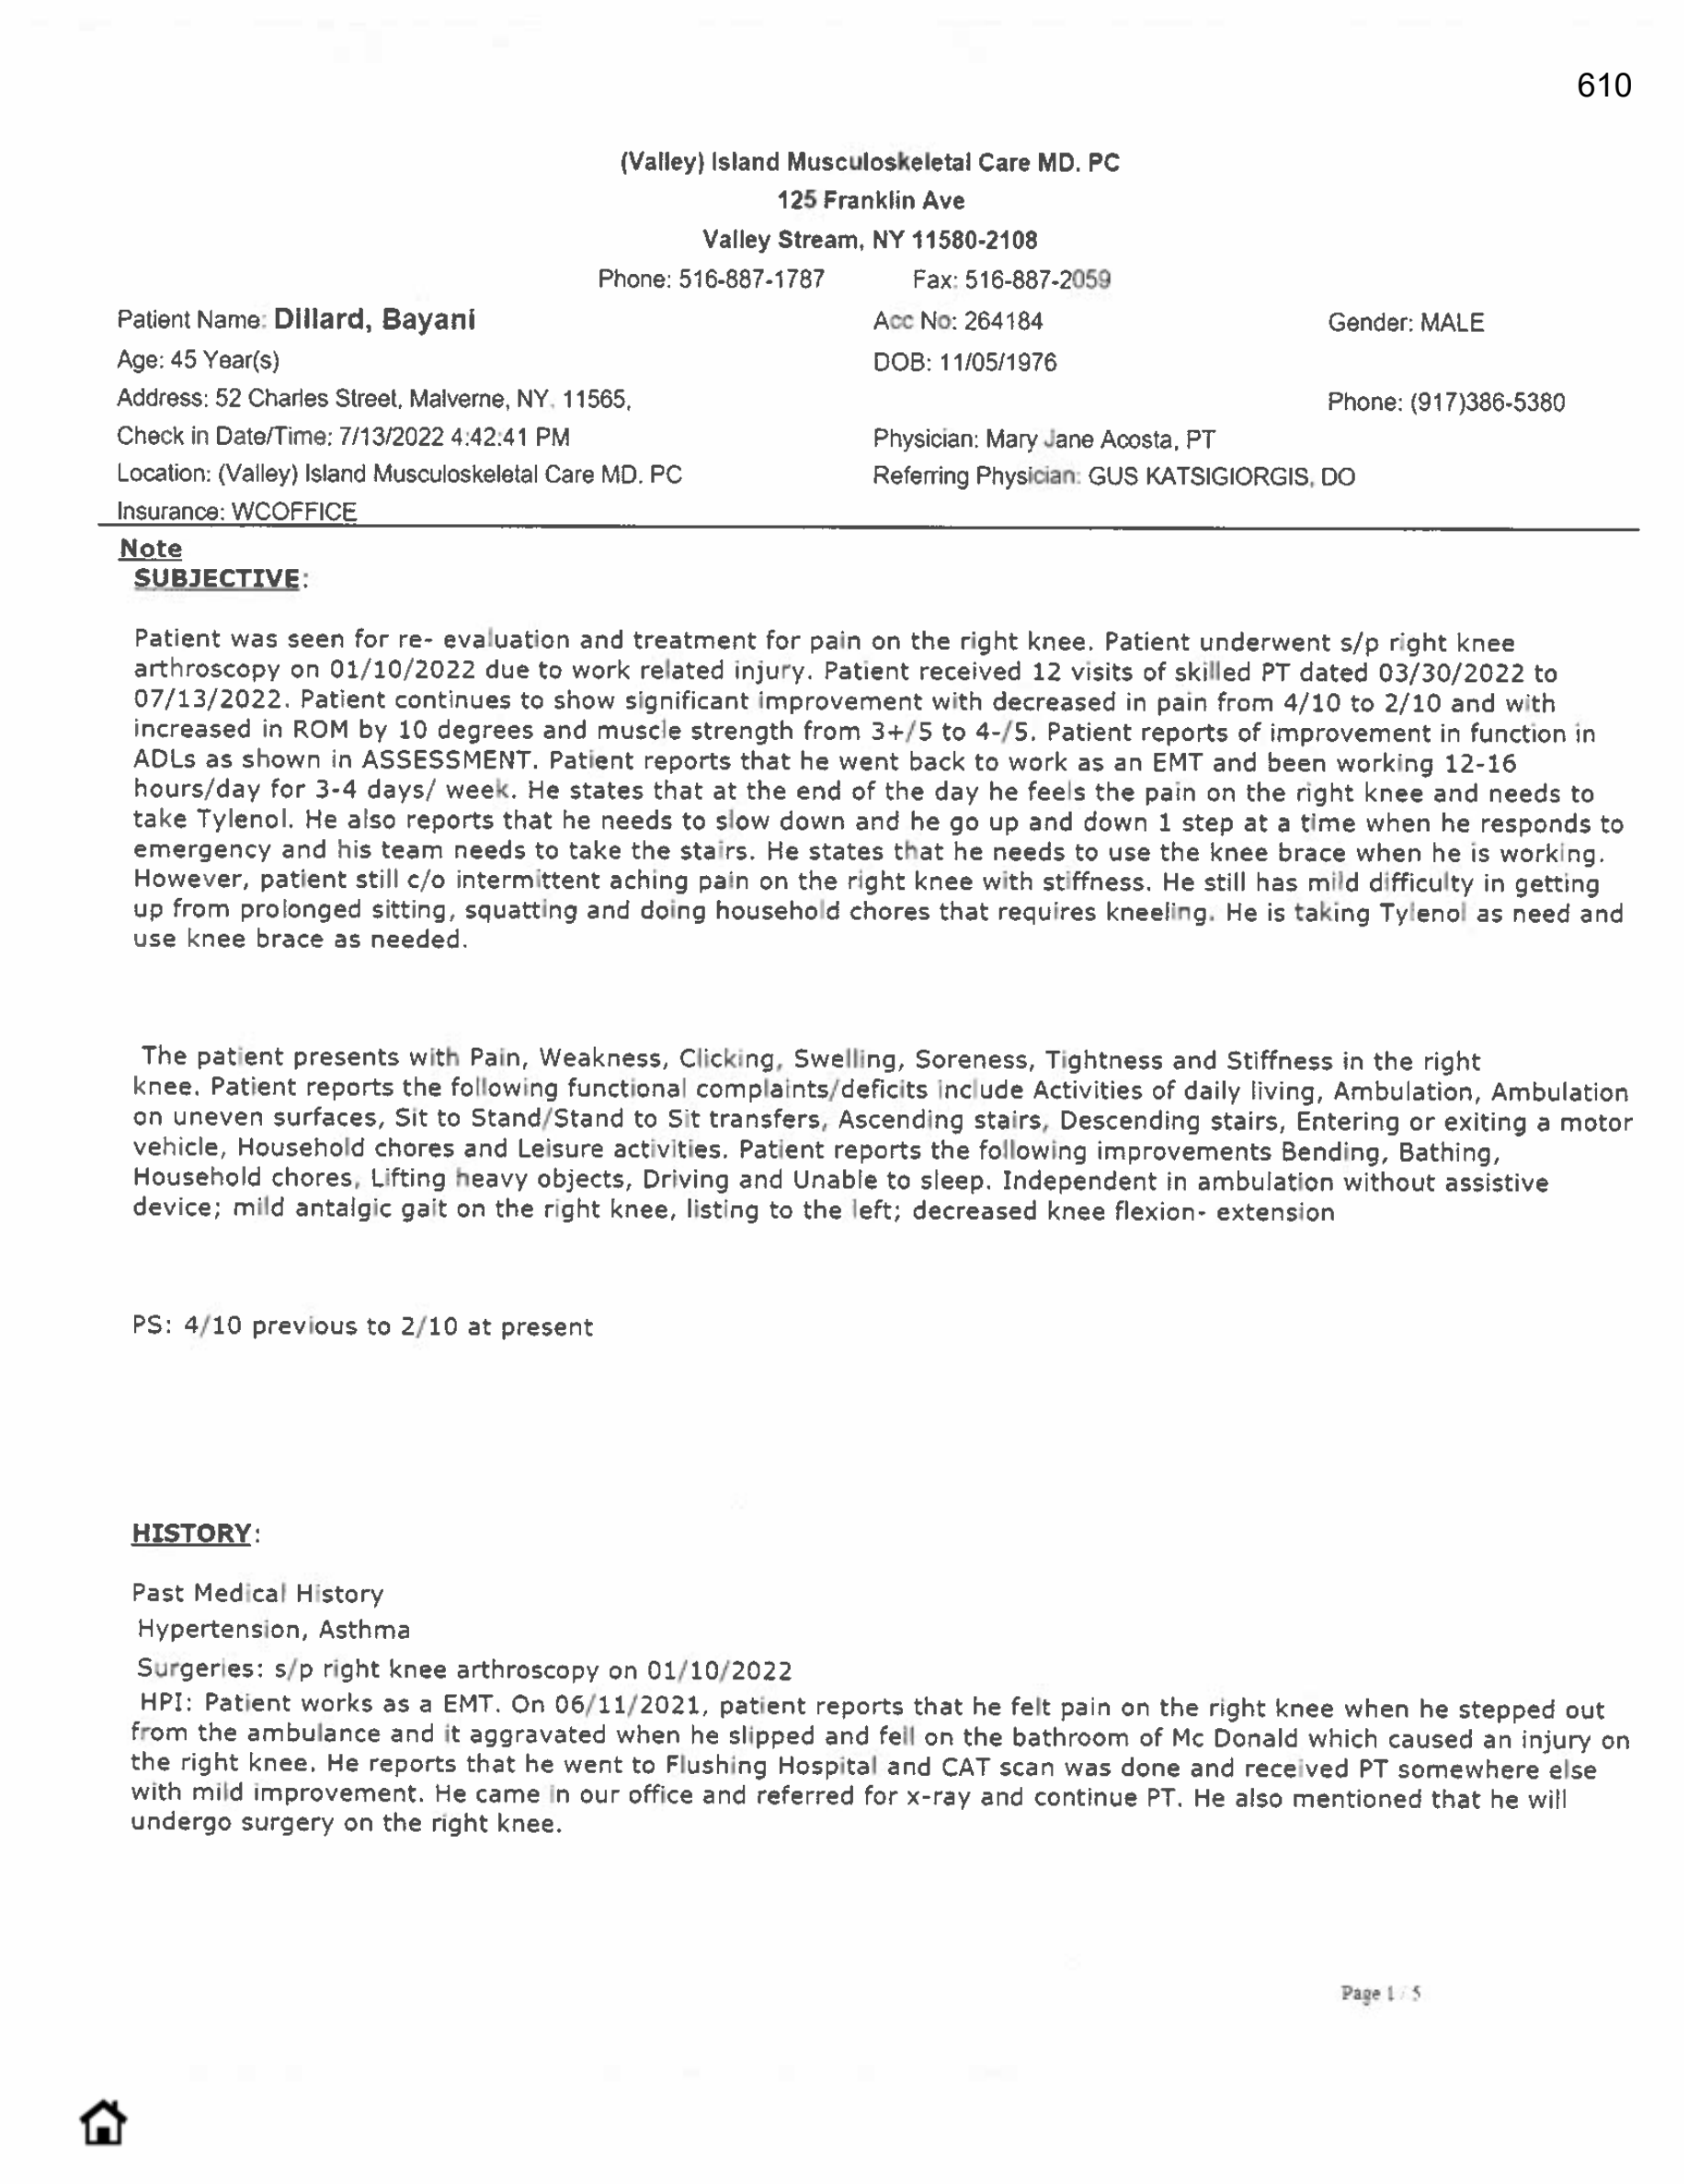 610
(Valley) Island Musculoskeletal Care MD. PC
125 Franklin Ave
Valley Stream, NY 11580-2108
Phone: 516-887-1787 Fax: 516-887-2059
Patient Name: Dillard, Bayani Acc No: 264184 Gender: MALE
Age: 45 Year(s) DOB: 11/05/1976
Address: 52 Charles Street, Malverne, NY. 11565, Phone: (917)386-5380
Check in Date/Time: 7/13/2022 4:42:41 PM Physician: Mary Jane Acosta, PT
Location: (Valley) Island Musculoskeletal Care MD. PC Referring Physician: GUS KATSIGIORGIS, DO
Insurance: WCOFFICE
Note
SUBJECTIVE:
Patient was seen for re- evaluation and treatment for pain on the right knee. Patient underwent s/p right knee
arthroscopy on 01/10/2022 due to work related injury. Patient received 12 visits of skilled PT dated 03/30/2022 to
07/13/2022. Patient continues to show significant improvement with decreased in pain from 4/10 to 2/10 and with
increased in ROM by 10 degrees and muscle strength from 3+/5 to 4-/5. Patient reports of improvement in function in
ADLs as shown in ASSESSMENT. Patient reports that he went back to work as an EMT and been working 12-16
hours/day for 3-4 days/ week. He states that at the end of the day he feels the pain on the right knee and needs to
take Tylenol. He also reports that he needs to slow down and he go up and down 1 step at a time when he responds to
emergency and his team needs to take the stairs. He states that he needs to use the knee brace when he is working.
However, patient still c/o intermittent aching pain on the right knee with stiffness. He still has mild difficulty in getting
up from prolonged sitting, squatting and doing household chores that requires kneeling. He is taking Tylenol as need and
use knee brace as needed.
The patient presents with Pain, Weakness, Clicking, Swelling, Soreness, Tightness and Stiffness in the right
knee. Patient reports the following functional complaints/deficits include Activities of daily living, Ambulation, Ambulation
on uneven surfaces, Sit to Stand/Stand to Sit transfers, Ascending stairs, Descending stairs, Entering or exiting a motor
vehicle, Household chores and Leisure activities. Patient reports the following improvements Bending, Bathing,
Household chores, Lifting heavy objects, Driving and Unable to sleep. Independent in ambulation without assistive
device; mild antalgic gait on the right knee, listing to the left; decreased knee flexion- extension
PS: 4/10 previous to 2/10 at present
HISTORY:
Past Medical History
Hypertension, Asthma
Surgeries: s/p right knee arthroscopy on 01/10/2022
HPI: Patient works as a EMT. On 06/11/2021, patient reports that he felt pain on the right knee when he stepped out
from the ambulance and it aggravated when he slipped and fell on the bathroom of Mc Donald which caused an injury on
the right knee. He reports that he went to Flushing Hospital and CAT scan was done and received PT somewhere else
with mild improvement. He came in our office and referred for x-ray and continue PT. He also mentioned that he will
undergo surgery on the right knee.
Page 1 / 5